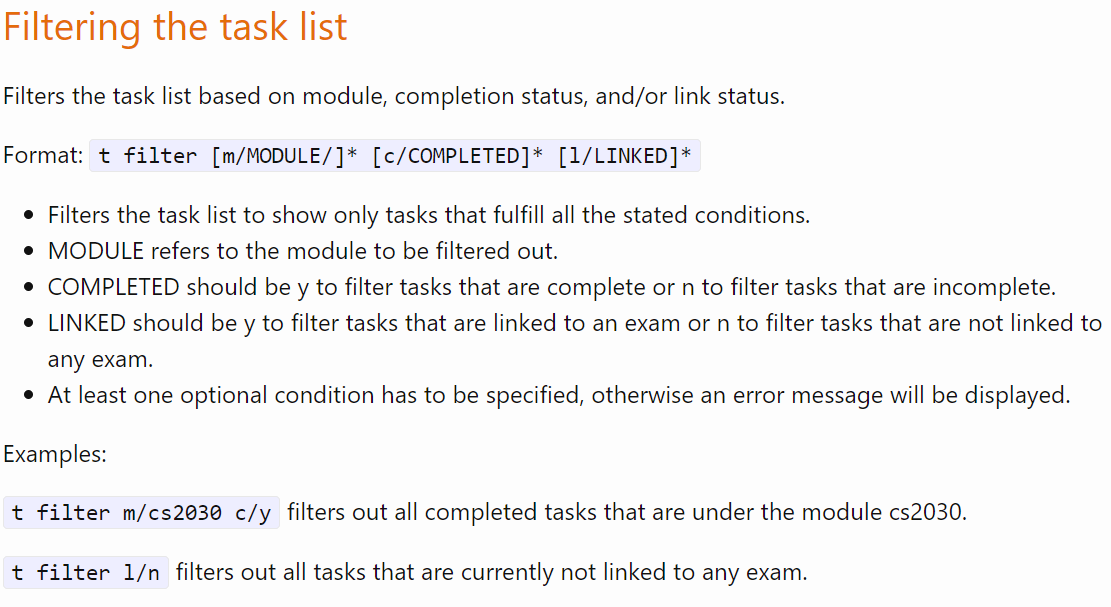 Filtering the task list
Filters the task list based on module, completion status, and/or link status.
Format: t filter [m/MODULE/]* [c/COMPLETED]* [l/LINKED]*
• Filters the task list to show only tasks that fulfill all the stated conditions.
• MODULE refers to the module to be filtered out.
• COMPLETED should be y to filter tasks that are complete or n to filter tasks that are incomplete.
• LINKED should be y to filter tasks that are linked to an exam or n to filter tasks that are not linked to
any exam.
• At least one optional condition has to be specified, otherwise an error message will be displayed.
Examples:
t filter m/cs2030 c/y filters out all completed tasks that are under the module cs2030.
t filter l/n filters out all tasks that are currently not linked to any exam.